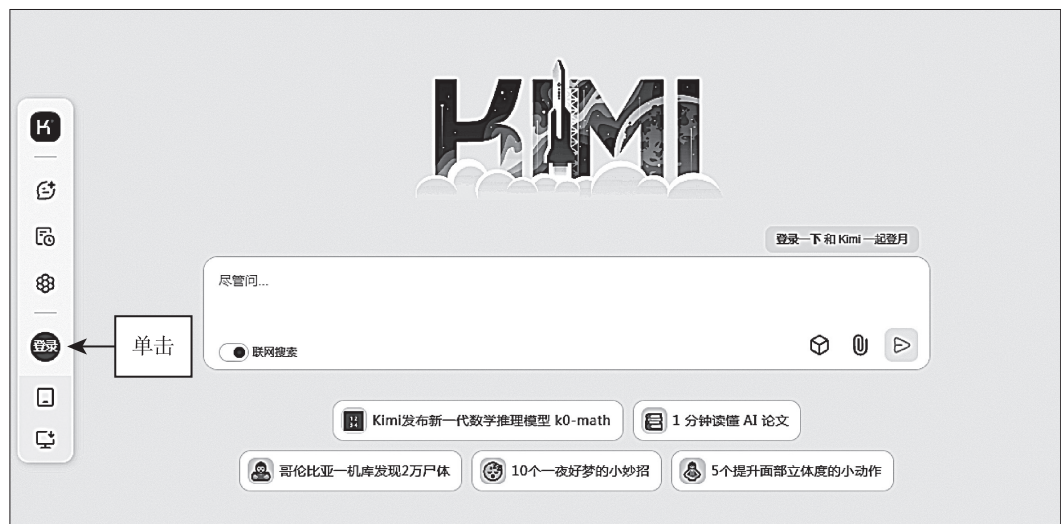 KIMI
K
登录一下 和 Kimi 一起登月
尽管问...
登录
单击
联网搜索
Kimi发布新一代数学推理模型 k0-math
1 分钟读懂 AI 论文
哥伦比亚一机库发现2万尸体
10个一夜好梦的小妙招
5个提升面部立体度的小动作